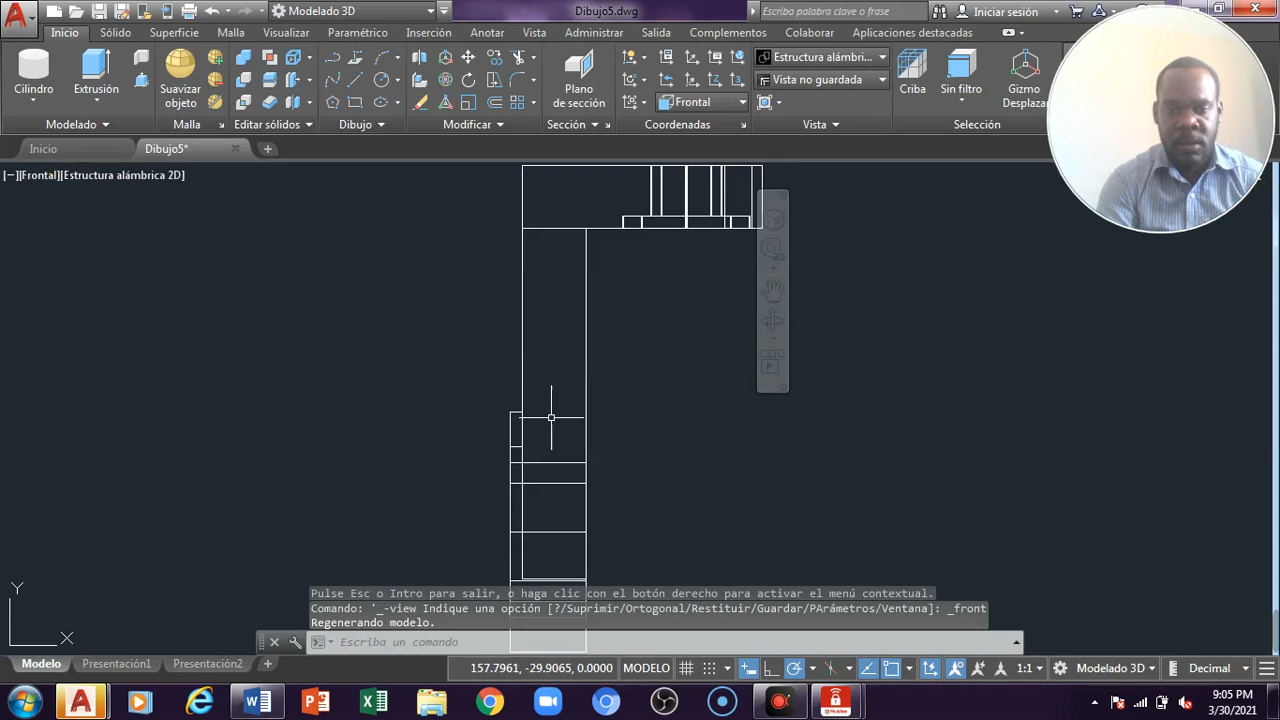 Modelado 3D
Dibujo5.dwg
Escriba palabra clave o frase
Iniciar sesión
Inicio Sólido Superficie Malla Visualizar Paramétrico Inserción Anotar Vista Administrar Salida Complementos Colaborar Aplicaciones destacadas
Cilindro
Extrusión
Suavizar
objeto
Plano
de sección
Estructura alámbri...
Vista no guardada
Frontal
Criba
Sin filtro
Gizmo
Desplaz
Modelado
Malla
Editar sólidos
Dibujo
Modificar
Sección
Coordenadas
Vista
Selección
Inicio
Dibujo5*
[−][Frontal][Estructura alámbrica 2D]
Y
X
Pulse Esc o Intro para salir, o haga clic con el botón derecho para activar el menú contextual.
Comando: '_-view Indique una opción [?/Suprimir/Ortogonal/Restituir/Guardar/PArámetros/Ventana]: _front
Regenerando modelo.
Escriba un comando
Modelo Presentación1 Presentación2
157.7961, -29.9065, 0.0000 MODELO
1:1
Modelado 3D
Decimal
9:05 PM
3/30/2021